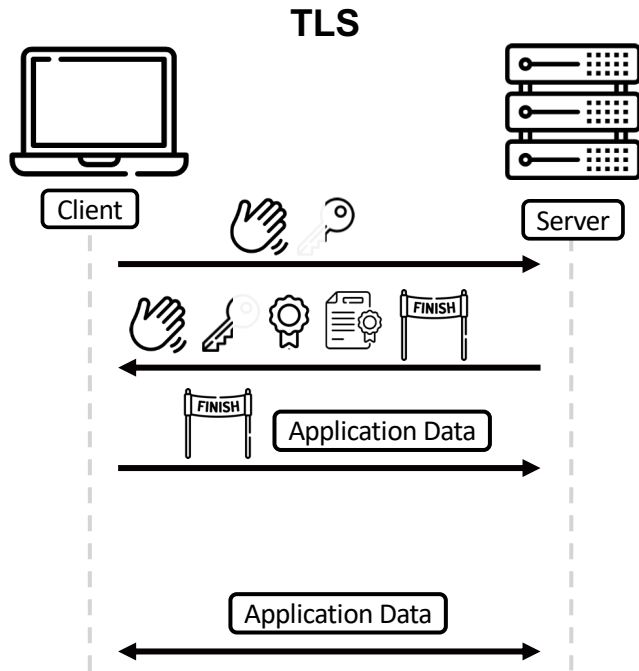 TLS
Client
Server
FINISH
FINISH
Application Data
Application Data